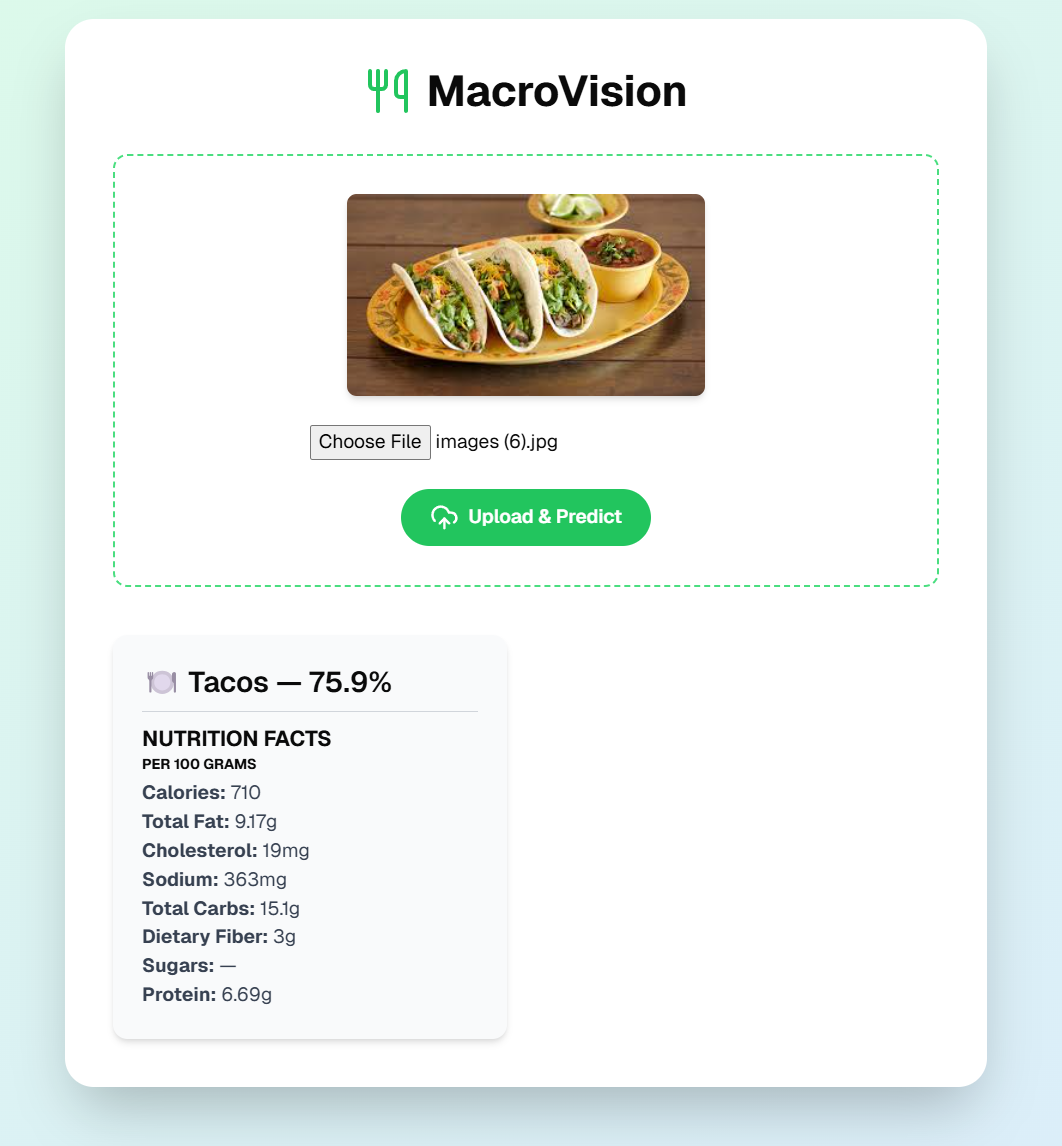 MacroVision
Choose File images (6).jpg
Upload & Predict
Tacos — 75.9%
NUTRITION FACTS
PER 100 GRAMS
Calories: 710
Total Fat: 9.17g
Cholesterol: 19mg
Sodium: 363mg
Total Carbs: 15.1g
Dietary Fiber: 3g
Sugars: —
Protein: 6.69g